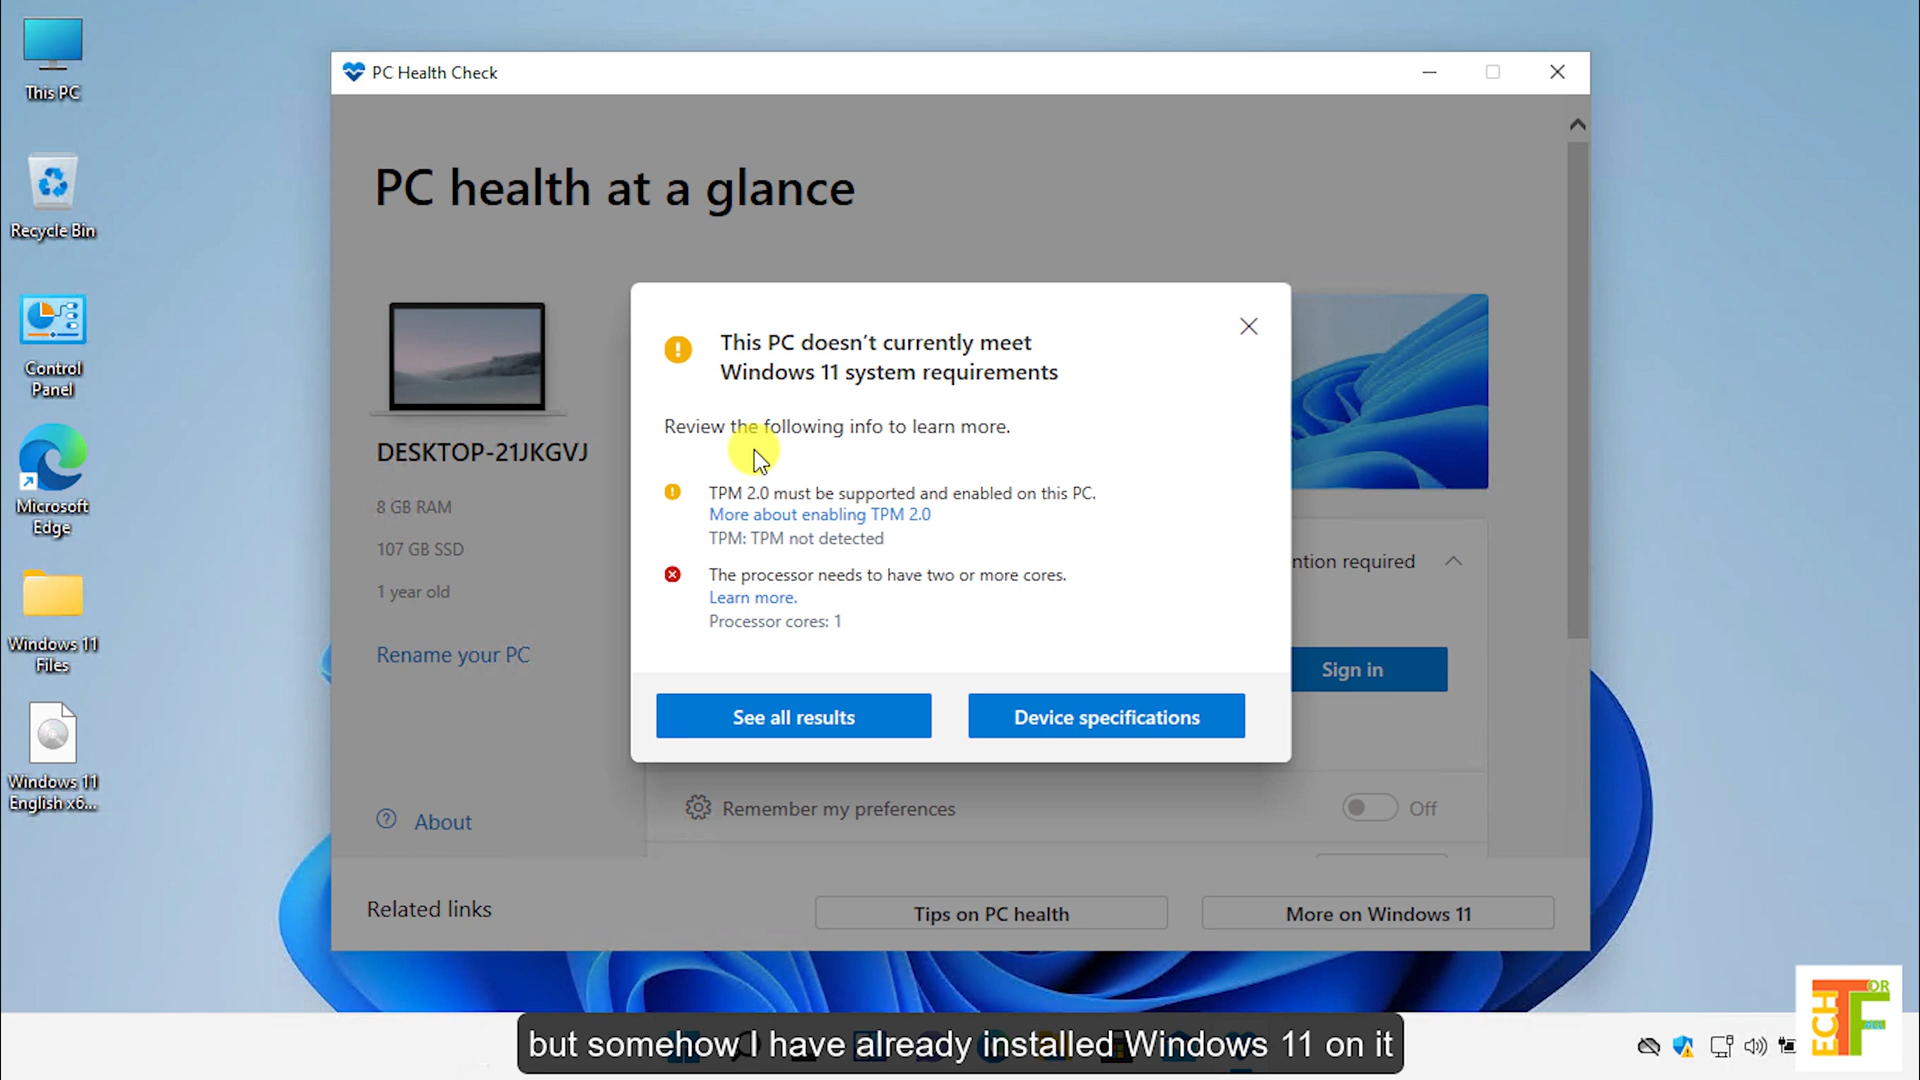 This PC
Recycle Bin
Control
Panel
Microsoft
Edge
Windows 11
Files
Windows 11
English x6...
PC Health Check
PC health at a glance
DESKTOP-21JKGVJ
8 GB RAM
107 GB SSD
1 year old
Rename your PC
About
This PC doesn't currently meet
Windows 11 system requirements
Review the following info to learn more.
TPM 2.0 must be supported and enabled on this PC.
More about enabling TPM 2.0
TPM: TPM not detected
The processor needs to have two or more cores.
Learn more.
Processor cores: 1
See all results
Device specifications
ntion required
Sign in
Remember my preferences
Off
Related links
Tips on PC health
More on Windows 11
but somehow I have already installed Windows 11 on it
TECH
FOR